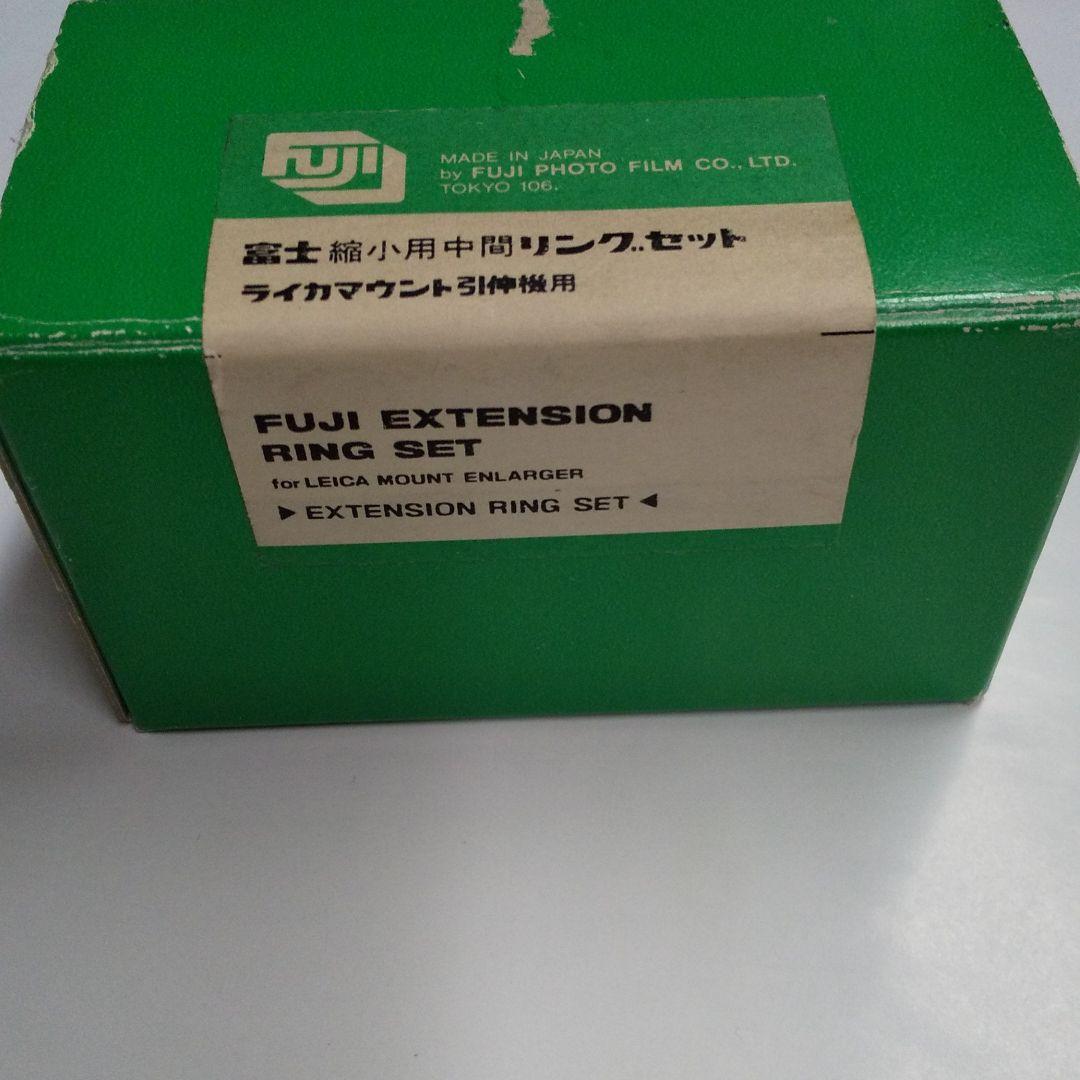 FUJI
MADE IN JAPAN
by FUJI PHOTO FILM CO., LTD.
TOKYO 106.
富士縮小用中間リング..セット
ライカマウント引伸機用
FUJI EXTENSION
RING SET
for LEICA MOUNT ENLARGER
▶ EXTENSION RING SET ◀